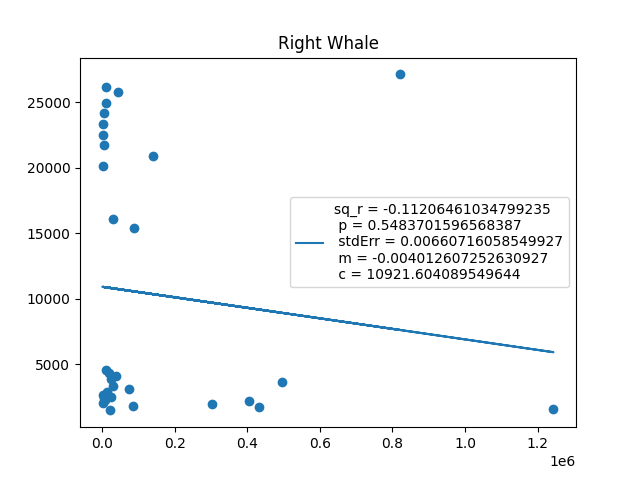 Right Whale
25000
20000
15000
10000
5000
sq_r = -0.11206461034799235
p = 0.5483701596568387
stdErr = 0.00660716058549927
m = -0.004012607252630927
c = 10921.604089549644
0.0 0.2 0.4 0.6 0.8 1.0 1.2
1e6